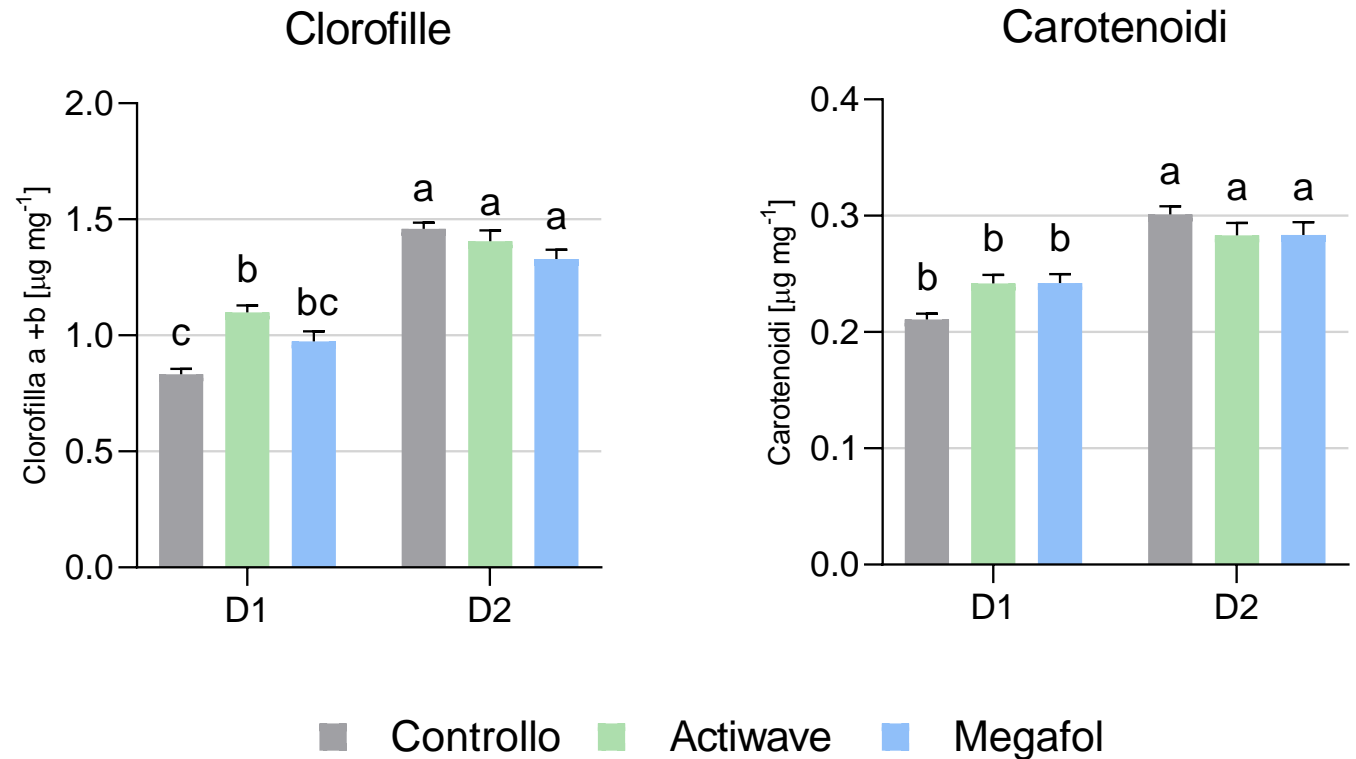 Clorofille
Clorofilla a +b [µg mg-1]
2.0
1.5
1.0
0.5
0.0
c
b
bc
a
a
a
D1
D2
Carotenoidi
Carotenoidi [µg mg-1]
0.4
0.3
0.2
0.1
0.0
b
b
b
a
a
a
D1
D2
Controllo Actiwave Megafol